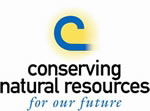 conserving
natural resources
for our future